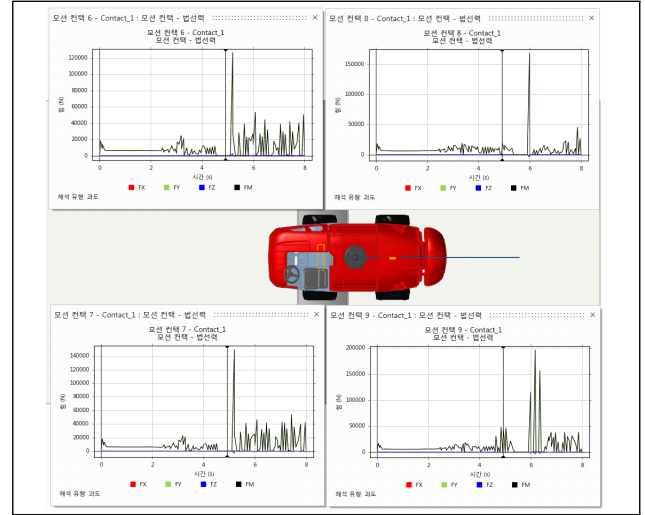 모션 컨택 6 - Contact_1 : 모션 컨택 - 법선력
모션 컨택 6 - Contact_1
모션 컨택 - 법선력
120000
100000
80000
60000
40000
20000
0
힘 (N)
0 2 4 6 8
시간 (s)
FX FY FZ FM
해석 유형: 과도
모션 컨택 8 - Contact_1 : 모션 컨택 - 법선력
모션 컨택 8 - Contact_1
모션 컨택 - 법선력
150000
100000
50000
0
힘 (N)
0 2 4 6 8
시간 (s)
FX FY FZ FM
해석 유형: 과도
모션 컨택 7 - Contact_1 : 모션 컨택 - 법선력
모션 컨택 7 - Contact_1
모션 컨택 - 법선력
140000
120000
100000
80000
60000
40000
20000
0
힘 (N)
0 2 4 6 8
시간 (s)
FX FY FZ FM
해석 유형: 과도
모션 컨택 9 - Contact_1 : 모션 컨택 - 법선력
모션 컨택 9 - Contact_1
모션 컨택 - 법선력
200000
150000
100000
50000
0
힘 (N)
0 2 4 6 8
시간 (s)
FX FY FZ FM
해석 유형: 과도